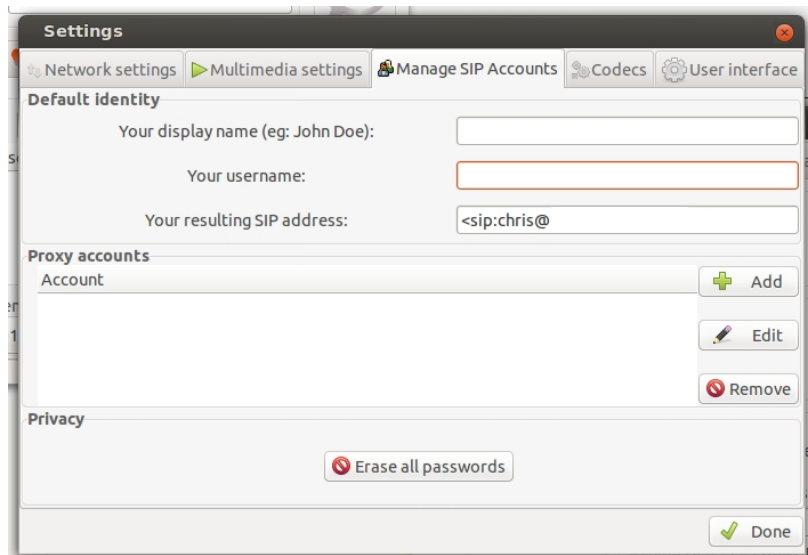 Settings
Network settings Multimedia settings Manage SIP Accounts Codecs User interface
Default identity
Your display name (eg: John Doe):
Your username:
Your resulting SIP address: <sip:chris@
Proxy accounts
Account
Add
Edit
Remove
Privacy
Erase all passwords
Done